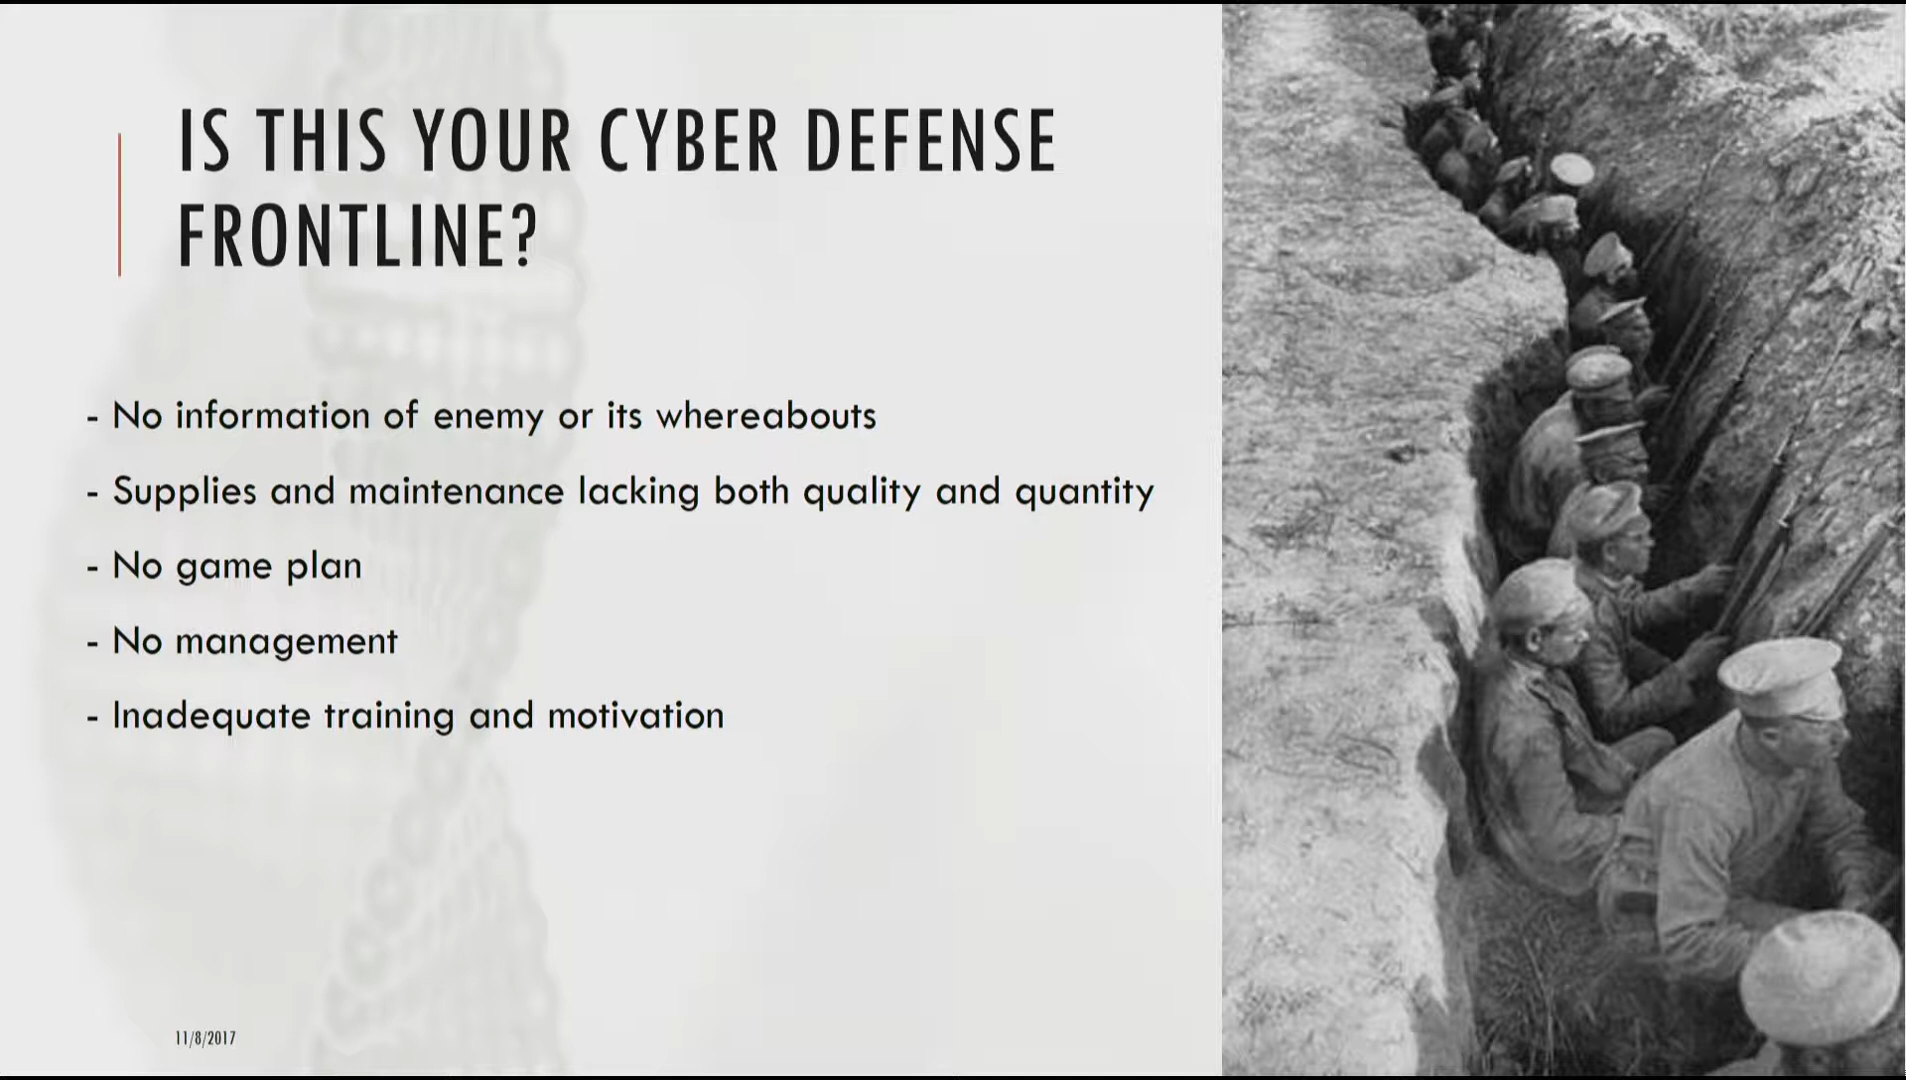 IS THIS YOUR CYBER DEFENSE
FRONTLINE?
- No information of enemy or its whereabouts
- Supplies and maintenance lacking both quality and quantity
- No game plan
- No management
- Inadequate training and motivation
11/8/2017